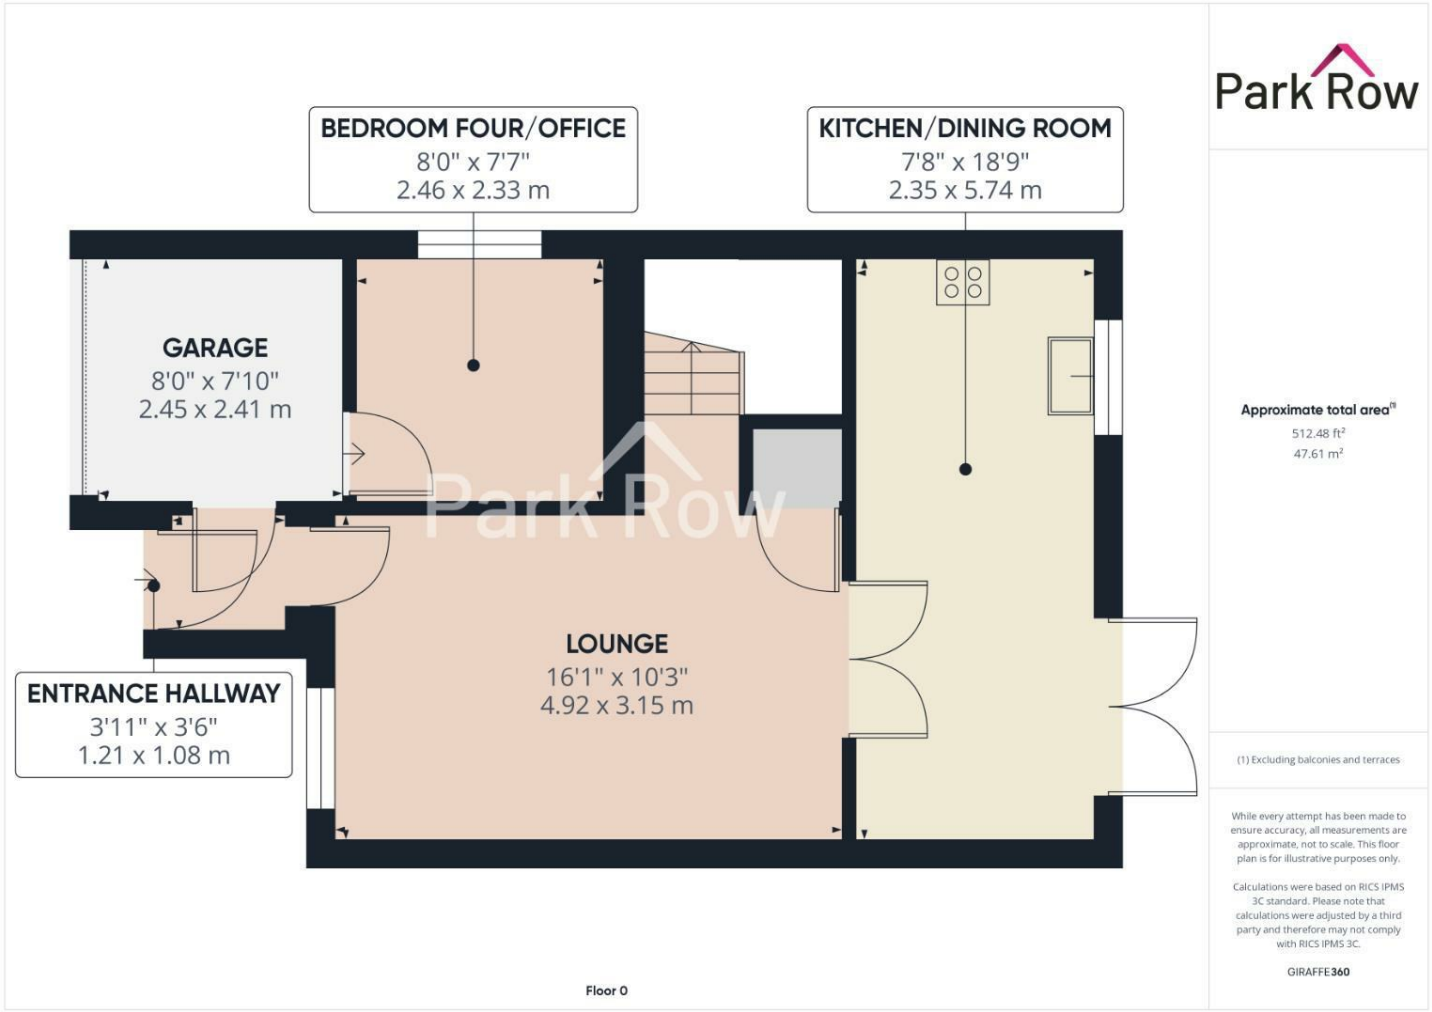 Park Row
BEDROOM FOUR/OFFICE
8'0" x 7'7"
2.46 x 2.33 m
KITCHEN/DINING ROOM
7'8" x 18'9"
2.35 x 5.74 m
GARAGE
8'0" x 7'10"
2.45 x 2.41 m
Park Row
LOUNGE
16'1" x 10'3"
4.92 x 3.15 m
ENTRANCE HALLWAY
3'11" x 3'6"
1.21 x 1.08 m
Floor 0
Approximate total area⁽¹⁾
512.48 ft²
47.61 m²
(1) Excluding balconies and terraces
While every attempt has been made to
ensure accuracy, all measurements are
approximate, not to scale. This floor
plan is for illustrative purposes only.
Calculations were based on RICS IPMS
3C standard. Please note that
calculations were adjusted by a third
party and therefore may not comply
with RICS IPMS 3C.
GIRAFFE360